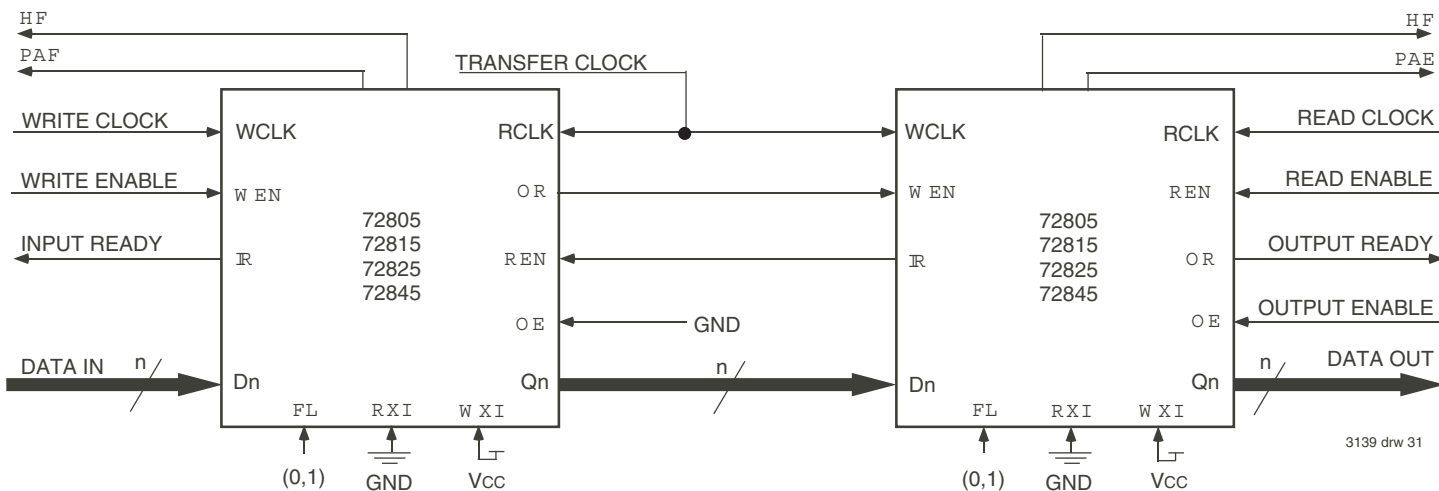 HF
PAF
TRANSFER CLOCK
HF
PAE
WRITE CLOCK
WCLK
RCLK
WCLK
RCLK
READ CLOCK
WRITE ENABLE
WEN
OR
WEN
REN
READ ENABLE
72805
72815
72825
72845
72805
72815
72825
72845
INPUT READY
IR
REN
IR
OR
OUTPUT READY
OE
GND
OE
OUTPUT ENABLE
DATA IN
n
Dn
Qn
n
Dn
Qn
n
DATA OUT
FL
RXI
WXI
FL
RXI
WXI
(0,1)
GND
VCC
(0,1)
GND
VCC
3139 drw 31